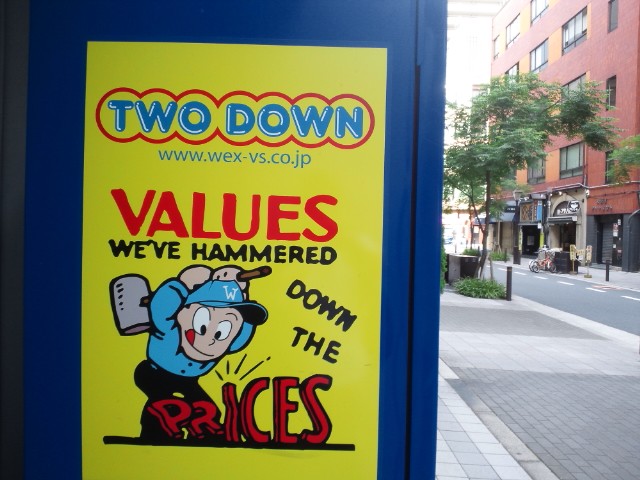 TWO DOWN
www.wex-vs.co.jp
VALUES
WE'VE HAMMERED
W
DOWN
THE
PRICES